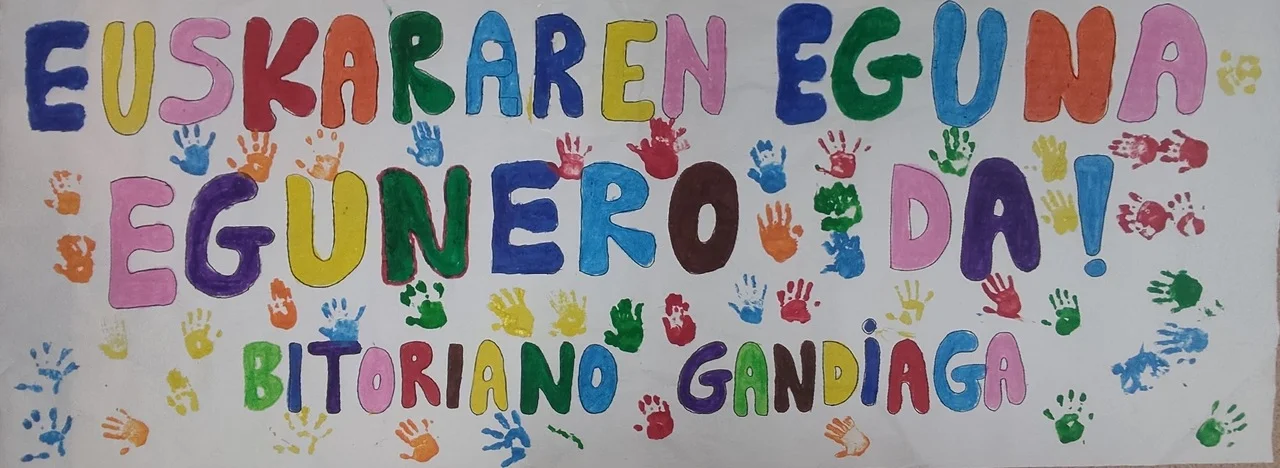 EUSKARAREN EGUNA
EGUNERO DA!
BITORIANO GANDiAGA